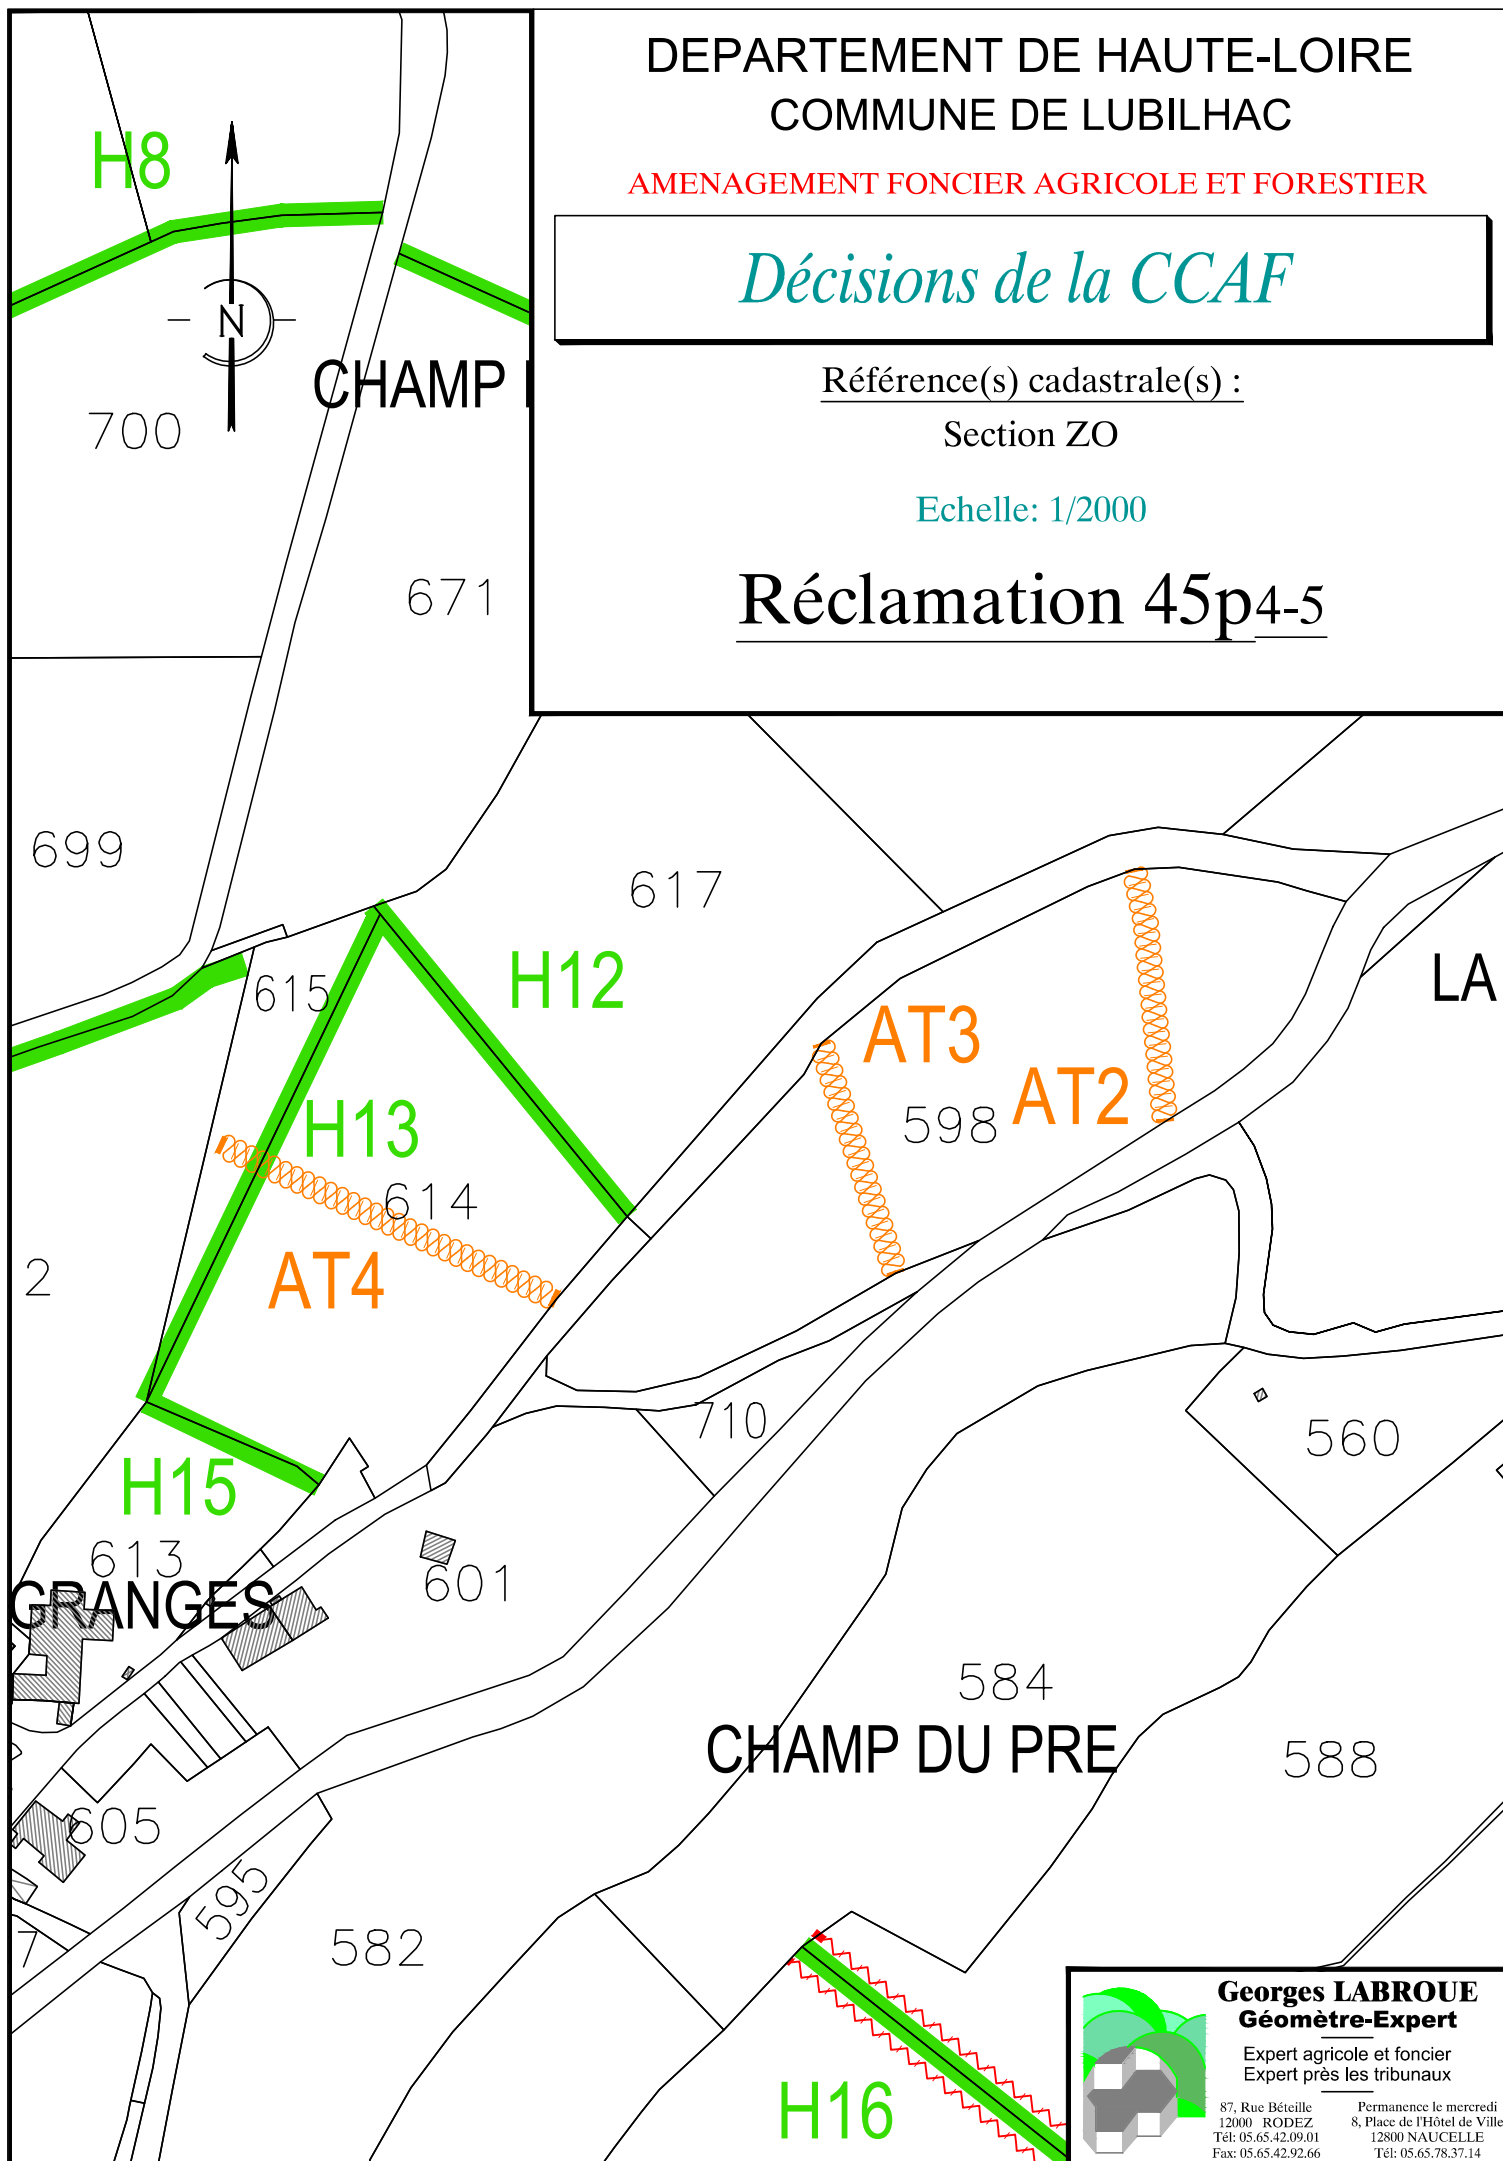 DEPARTEMENT DE HAUTE-LOIRE
COMMUNE DE LUBILHAC
AMENAGEMENT FONCIER AGRICOLE ET FORESTIER
Décisions de la CCAF
Référence(s) cadastrale(s) :
Section ZO
Echelle: 1/2000
Réclamation 45p4-5
H8
N
CHAMP
700
671
699
617
615
H12
LA
AT3
AT2
598
H13
614
AT4
2
710
560
H15
613
601
GRANGES
584
CHAMP DU PRE
588
605
595
582
7
H16
Georges LABROUE
Géomètre-Expert
Expert agricole et foncier
Expert près les tribunaux
87, Rue Béteille
12000 RODEZ
Tél: 05.65.42.09.01
Fax: 05.65.42.92.66
Permanence le mercredi
8, Place de l'Hôtel de Ville
12800 NAUCELLE
Tél: 05.65.78.37.14